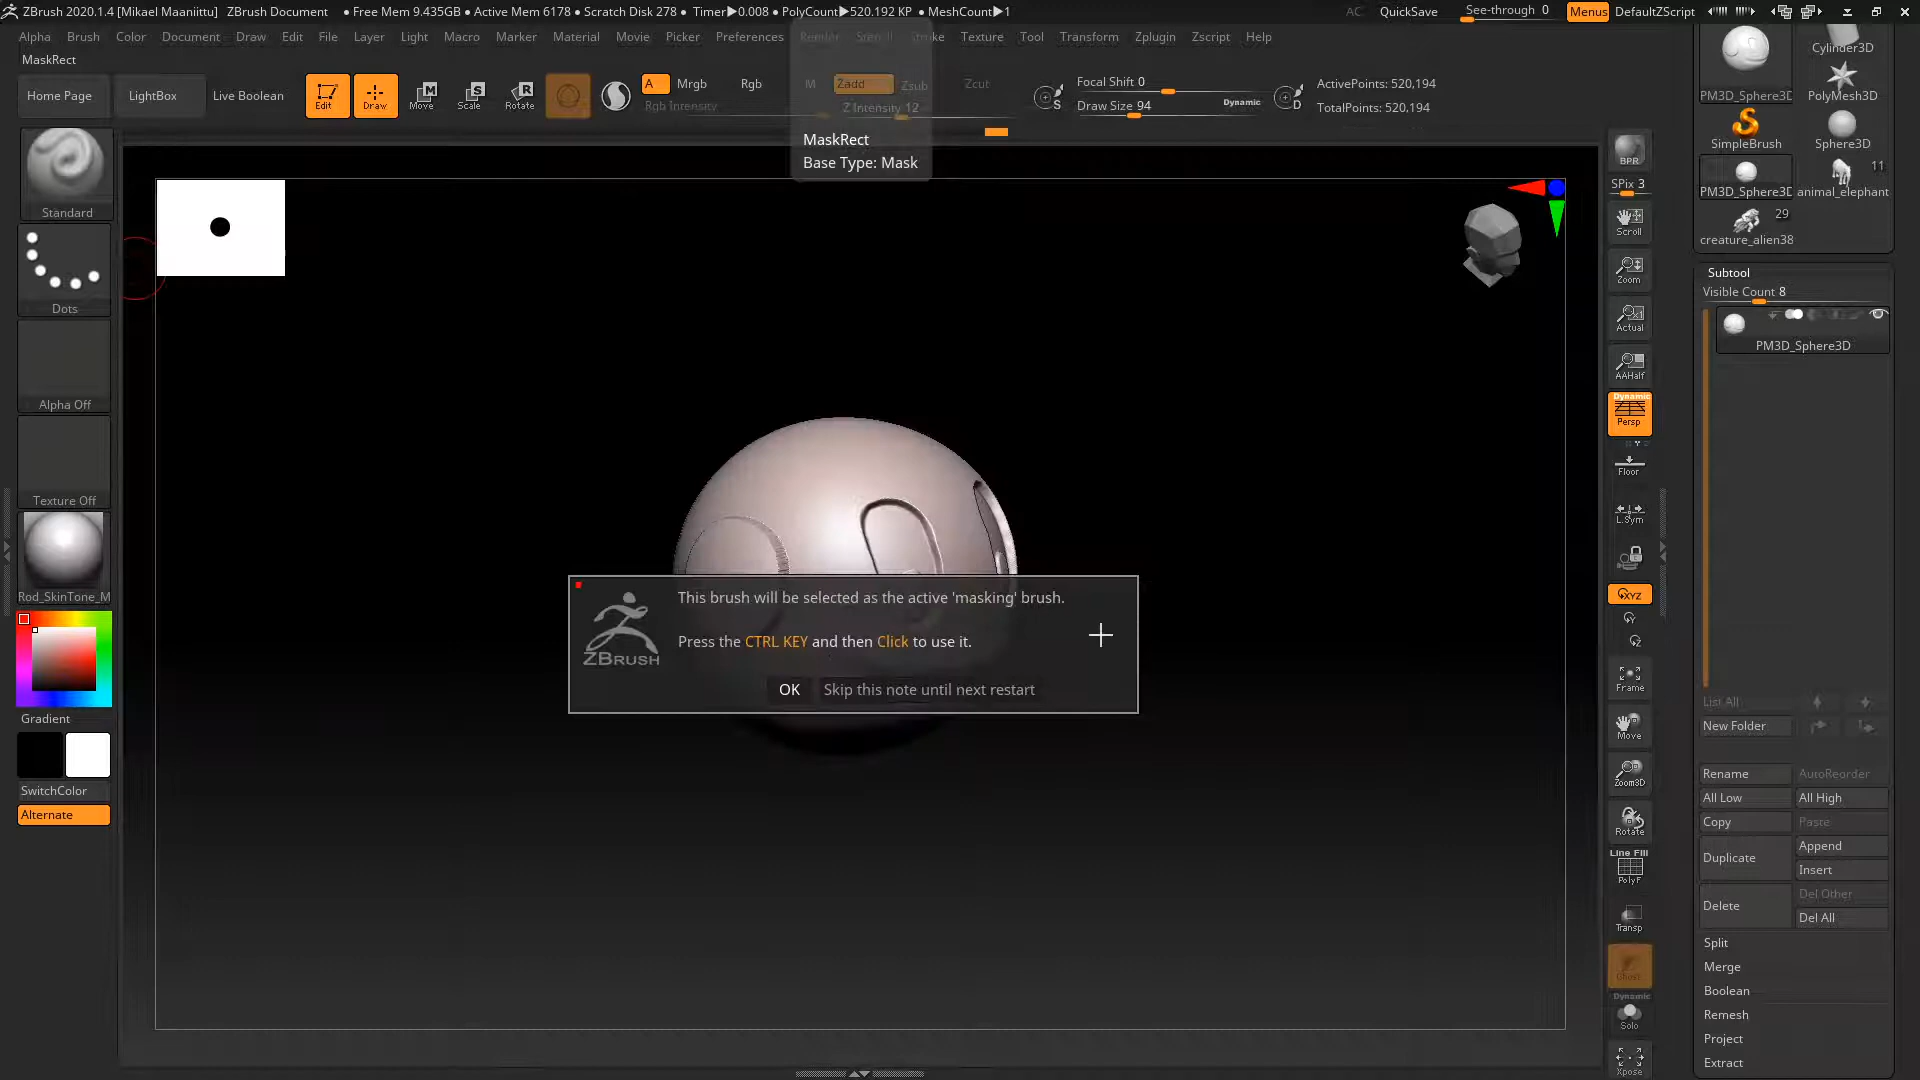 ZBrush 2020.1.4 [Mikael Maaniittu] ZBrush Document ● Free Mem 9.435GB ● Active Mem 6178 ● Scratch Disk 278 ● Timer▶0.008 ● PolyCount▶520.192 KP ● MeshCount▶1 AC QuickSave See-through 0 Menus DefaultZScript
Alpha Brush Color Document Draw Edit File Layer Light Macro Marker Material Movie Picker Preferences Render Stencil Stroke Texture Tool Transform Zplugin Zscript Help
MaskRect
Home Page LightBox Live Boolean Edit Draw Move Scale Rotate
A Mrgb Rgb M Zadd Zsub Zcut
Rgb Intensity Z Intensity 12
Focal Shift 0
Draw Size 94 Dynamic
ActivePoints: 520,194
TotalPoints: 520,194
MaskRect
Base Type: Mask
Standard
Dots
Alpha Off
Texture Off
Rod_SkinTone_M
Gradient
SwitchColor
Alternate
This brush will be selected as the active 'masking' brush.
Press the CTRL KEY and then Click to use it.
ZBRUSH
OK Skip this note until next restart
BPR
SPix 3
Scroll
Zoom
Actual
AAHalf
Dynamic
Persp
Floor
L.Sym
XYZ
Y
Z
Frame
Move
Zoom3D
Rotate
Line Fill
PolyF
Transp
Ghost
Dynamic
Solo
Xpose
Cylinder3D
PM3D_Sphere3D PolyMesh3D
SimpleBrush Sphere3D
11
PM3D_Sphere3D animal_elephant
29
creature_alien38
Subtool
Visible Count 8
PM3D_Sphere3D
List All
New Folder
Rename AutoReorder
All Low All High
Copy Paste
Duplicate Append
Insert
Delete Del Other
Del All
Split
Merge
Boolean
Remesh
Project
Extract